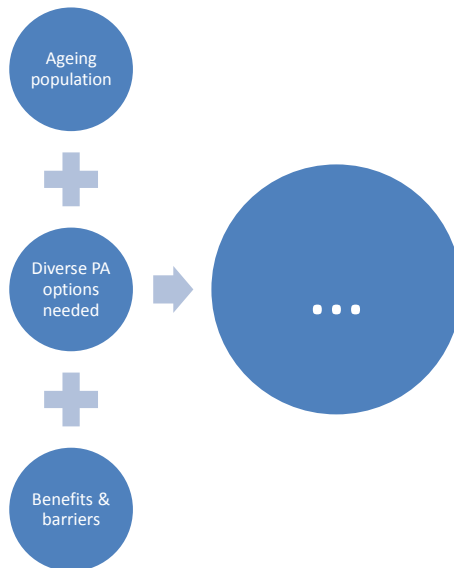 Ageing
population
Diverse PA
options
needed
...
Benefits &
barriers